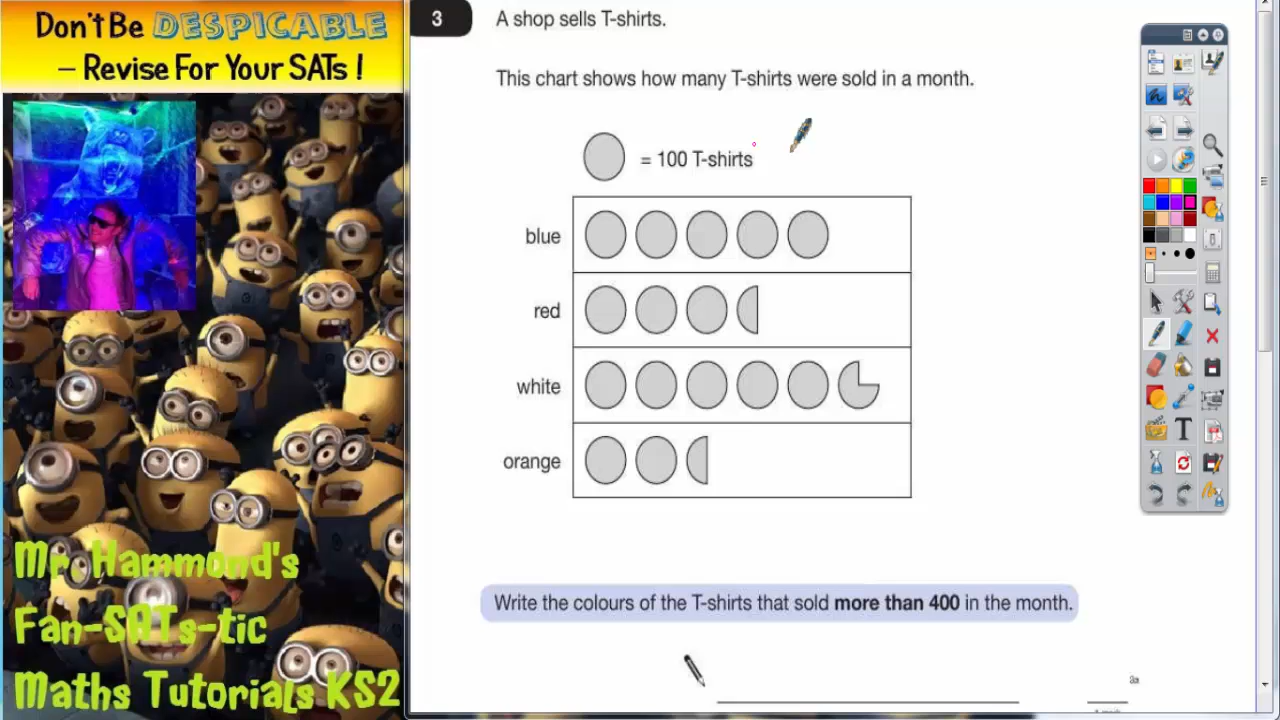 Don't Be DESPICABLE
– Revise For Your SATs !
Mr. Hammond's
Fan-SATs-tic
Maths Tutorials KS2
3
A shop sells T-shirts.
This chart shows how many T-shirts were sold in a month.
= 100 T-shirts
blue
red
white
orange
Write the colours of the T-shirts that sold more than 400 in the month.
3a